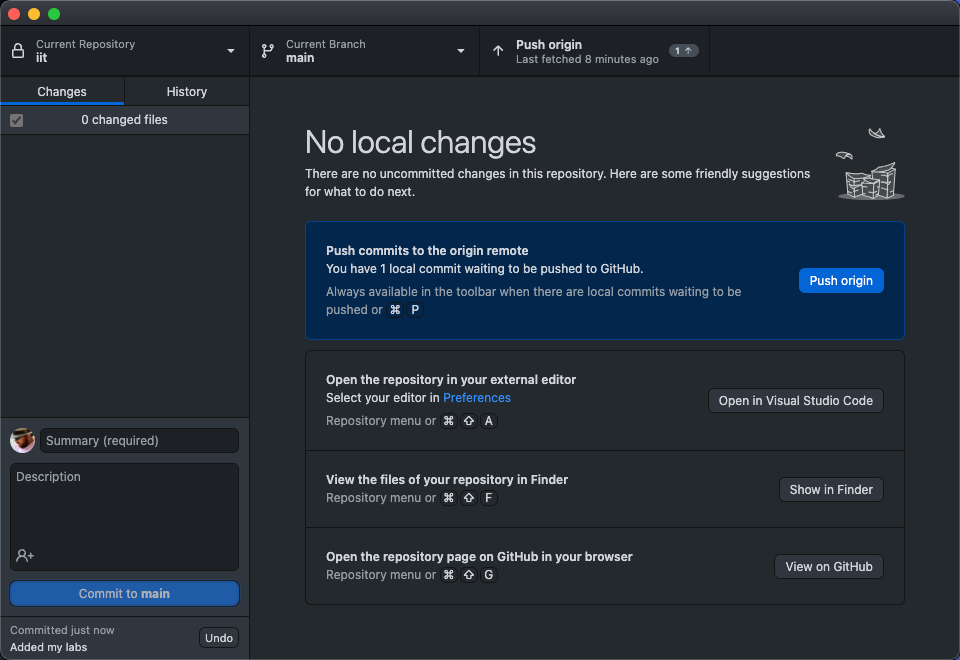 Current Repository
iit
Current Branch
main
Push origin
Last fetched 8 minutes ago
1 ↑
Changes
History
0 changed files
No local changes
There are no uncommitted changes in this repository. Here are some friendly suggestions
for what to do next.
Push commits to the origin remote
You have 1 local commit waiting to be pushed to GitHub.
Always available in the toolbar when there are local commits waiting to be
pushed or ⌘ P
Push origin
Open the repository in your external editor
Select your editor in Preferences
Repository menu or ⌘ ⇧ A
Open in Visual Studio Code
View the files of your repository in Finder
Repository menu or ⌘ ⇧ F
Show in Finder
Open the repository page on GitHub in your browser
Repository menu or ⌘ ⇧ G
View on GitHub
Summary (required)
Description
Commit to main
Committed just now
Added my labs
Undo